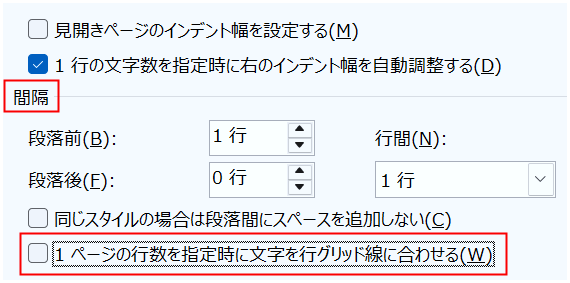 見開きページのインデント幅を設定する(M)
1 行の文字数を指定時に右のインデント幅を自動調整する(D)
間隔
段落前(B): 1 行 行間(N):
段落後(F): 0 行 1 行
同じスタイルの場合は段落間にスペースを追加しない(C)
1 ページの行数を指定時に文字を行グリッド線に合わせる(W)